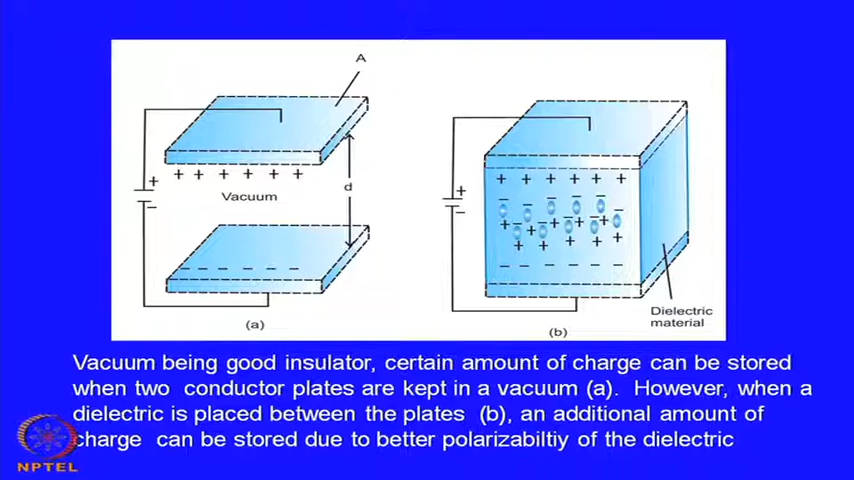 A
+
+ + + + + +
Vacuum
d
−
− − − − − −
(a)
+
+ + + + + +
−
− − − − − −
Dielectric
material
(b)
Vacuum being good insulator, certain amount of charge can be stored
when two conductor plates are kept in a vacuum (a). However, when a
dielectric is placed between the plates (b), an additional amount of
charge can be stored due to better polarizabiltiy of the dielectric
NPTEL